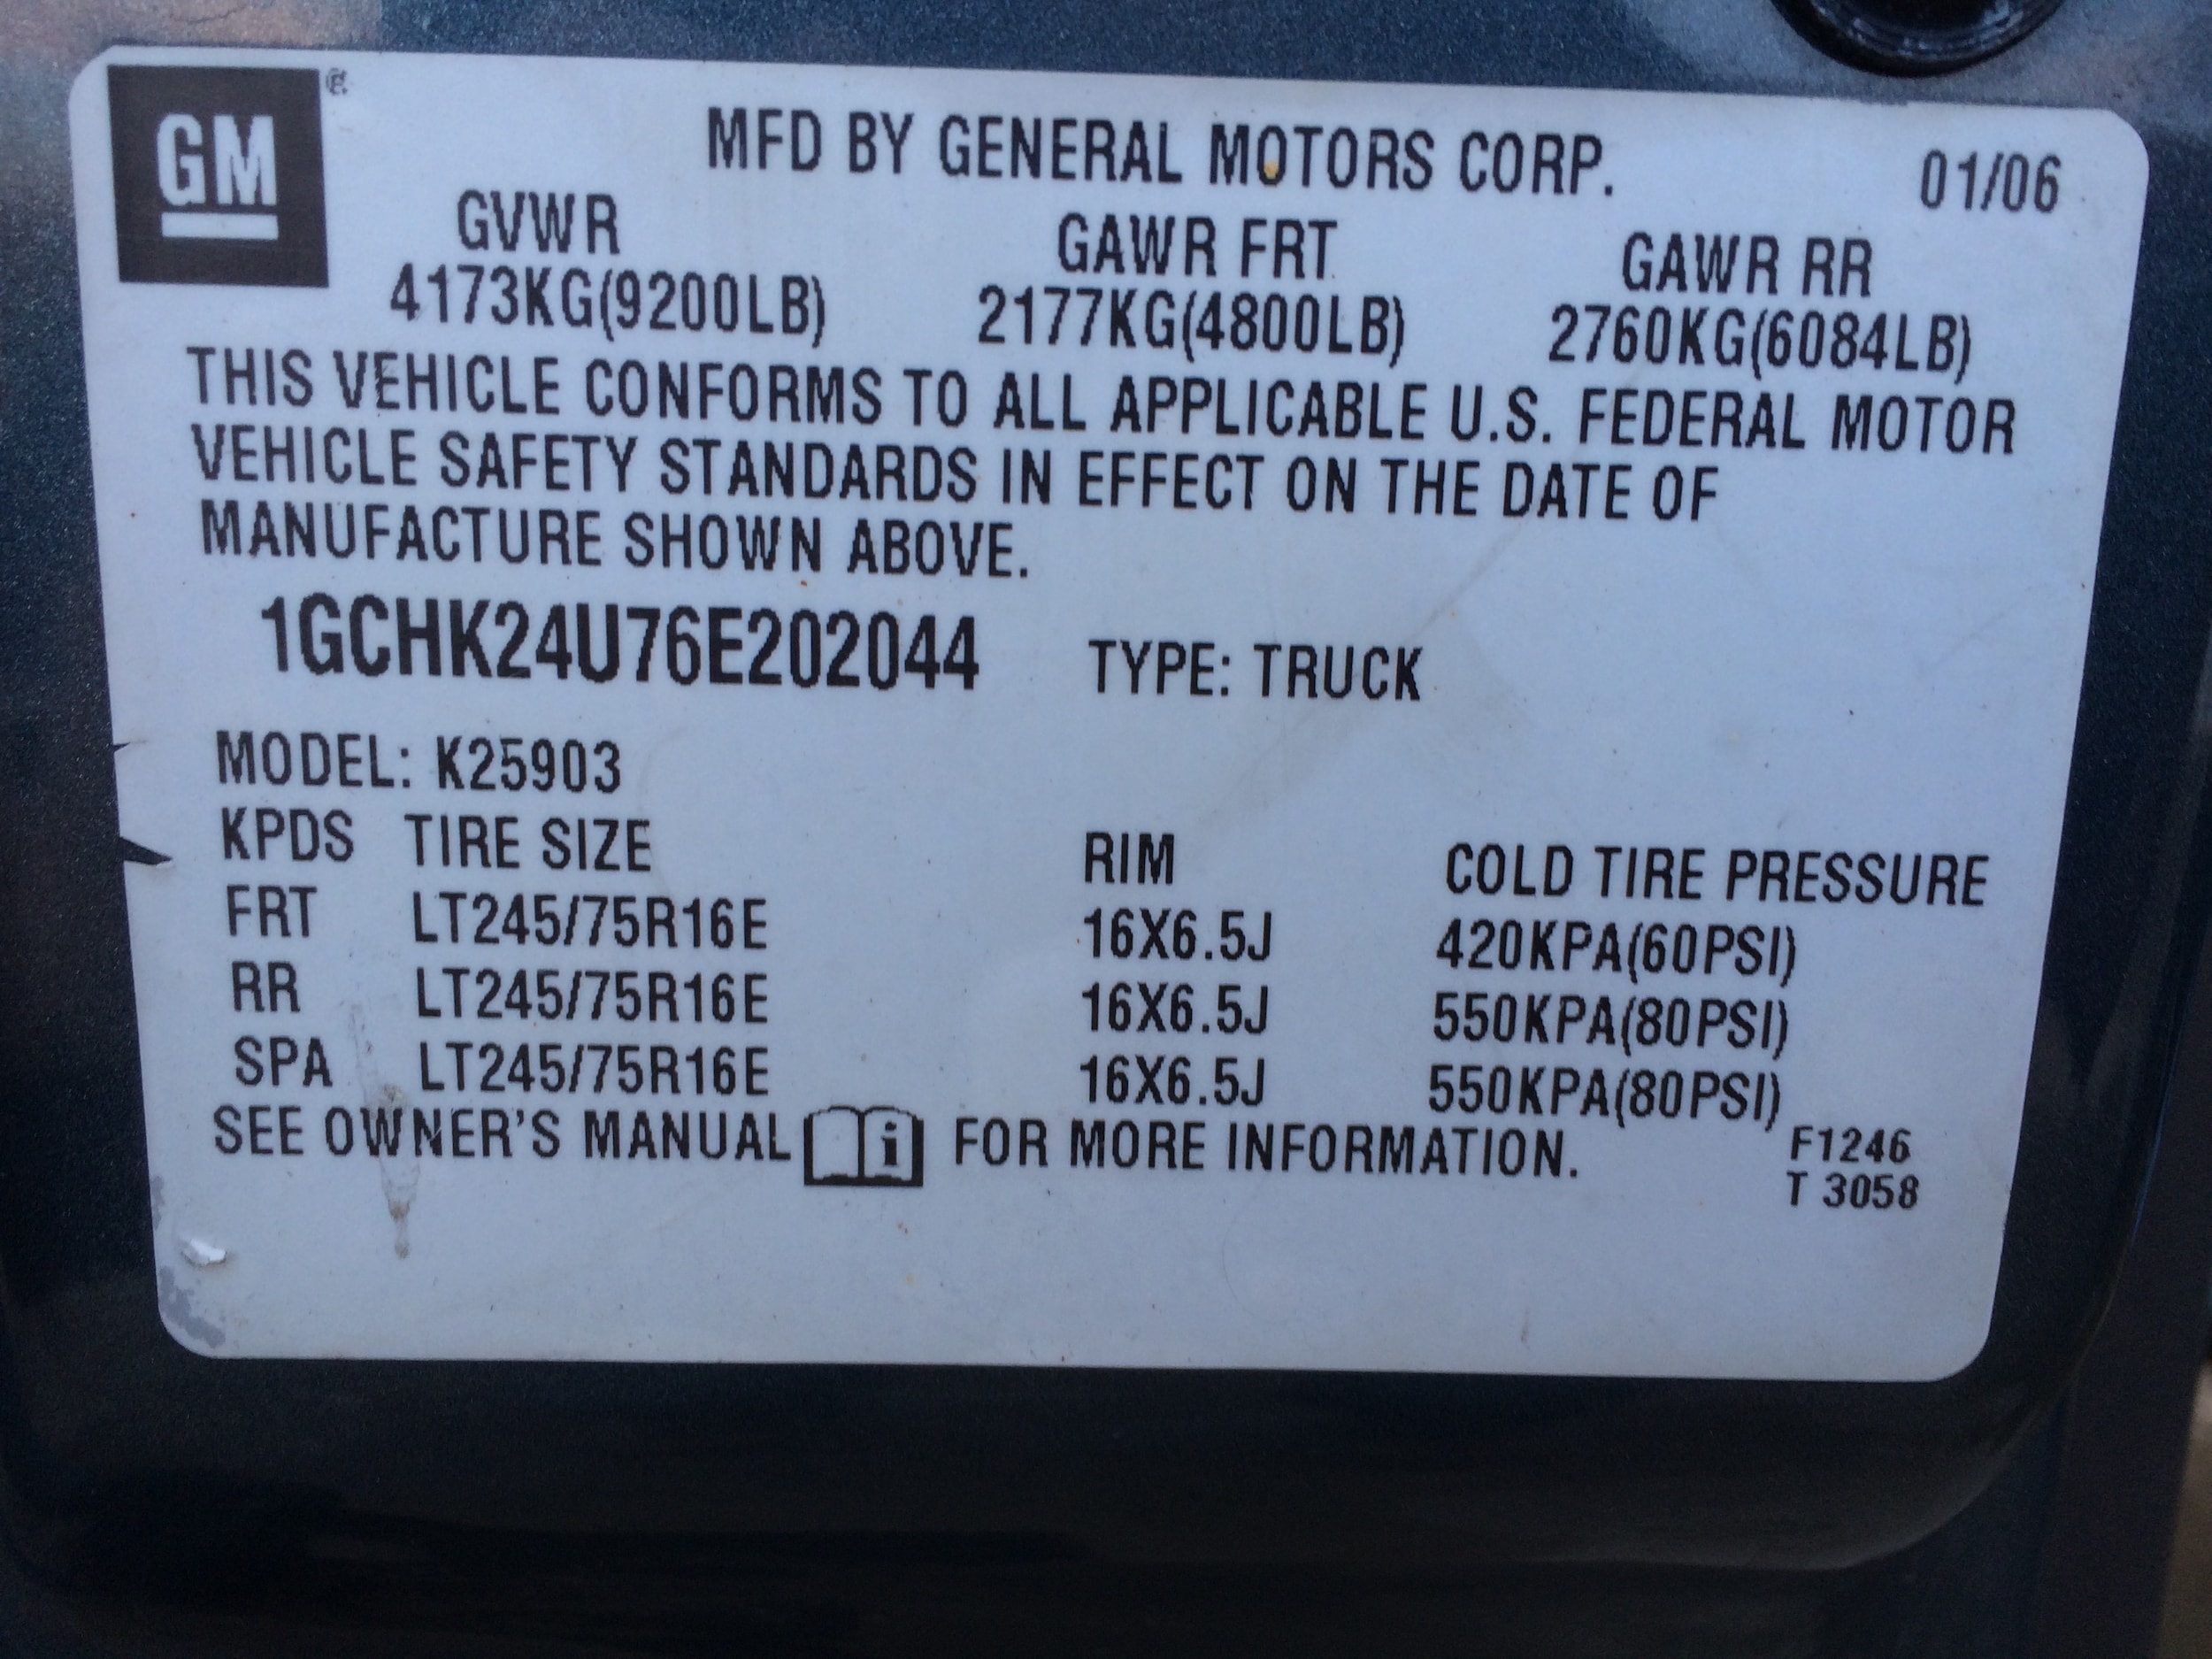 GM ®
MFD BY GENERAL MOTORS CORP. 01/06
GVWR GAWR FRT GAWR RR
4173KG(9200LB) 2177KG(4800LB) 2760KG(6084LB)
THIS VEHICLE CONFORMS TO ALL APPLICABLE U.S. FEDERAL MOTOR
VEHICLE SAFETY STANDARDS IN EFFECT ON THE DATE OF
MANUFACTURE SHOWN ABOVE.
1GCHK24U76E202044 TYPE: TRUCK
MODEL: K25903
KPDS TIRE SIZE RIM COLD TIRE PRESSURE
FRT LT245/75R16E 16X6.5J 420KPA(60PSI)
RR LT245/75R16E 16X6.5J 550KPA(80PSI)
SPA LT245/75R16E 16X6.5J 550KPA(80PSI)
SEE OWNER'S MANUAL i FOR MORE INFORMATION.
F1246
T 3058